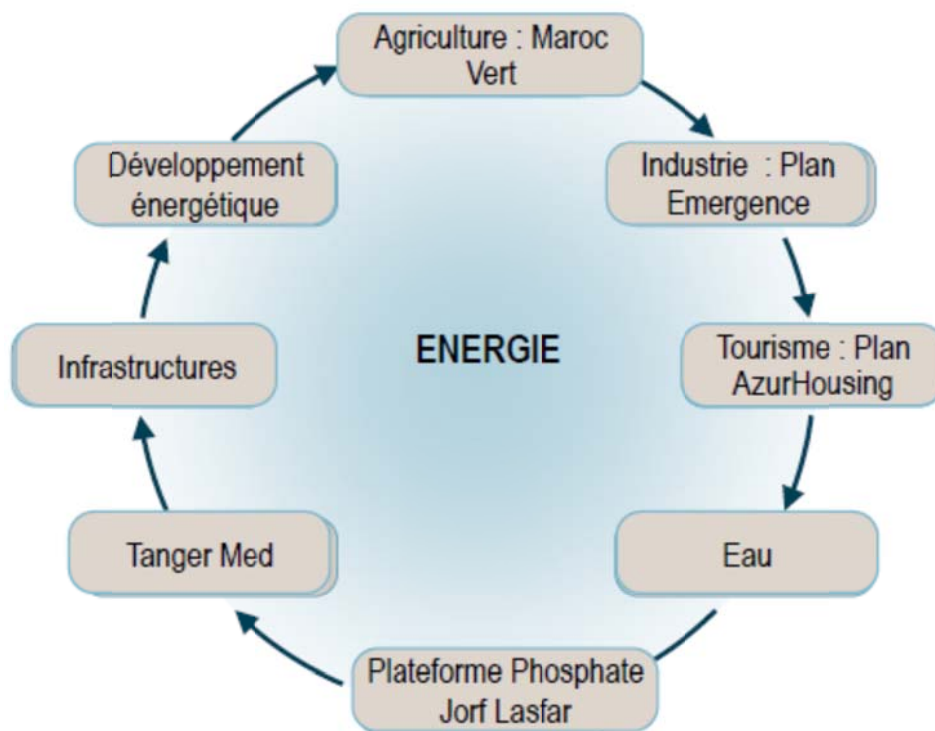 Agriculture : Maroc
Vert
Industrie : Plan
Emergence
Tourisme : Plan
AzurHousing
Eau
Plateforme Phosphate
Jorf Lasfar
Tanger Med
Infrastructures
Développement
énergétique
ENERGIE